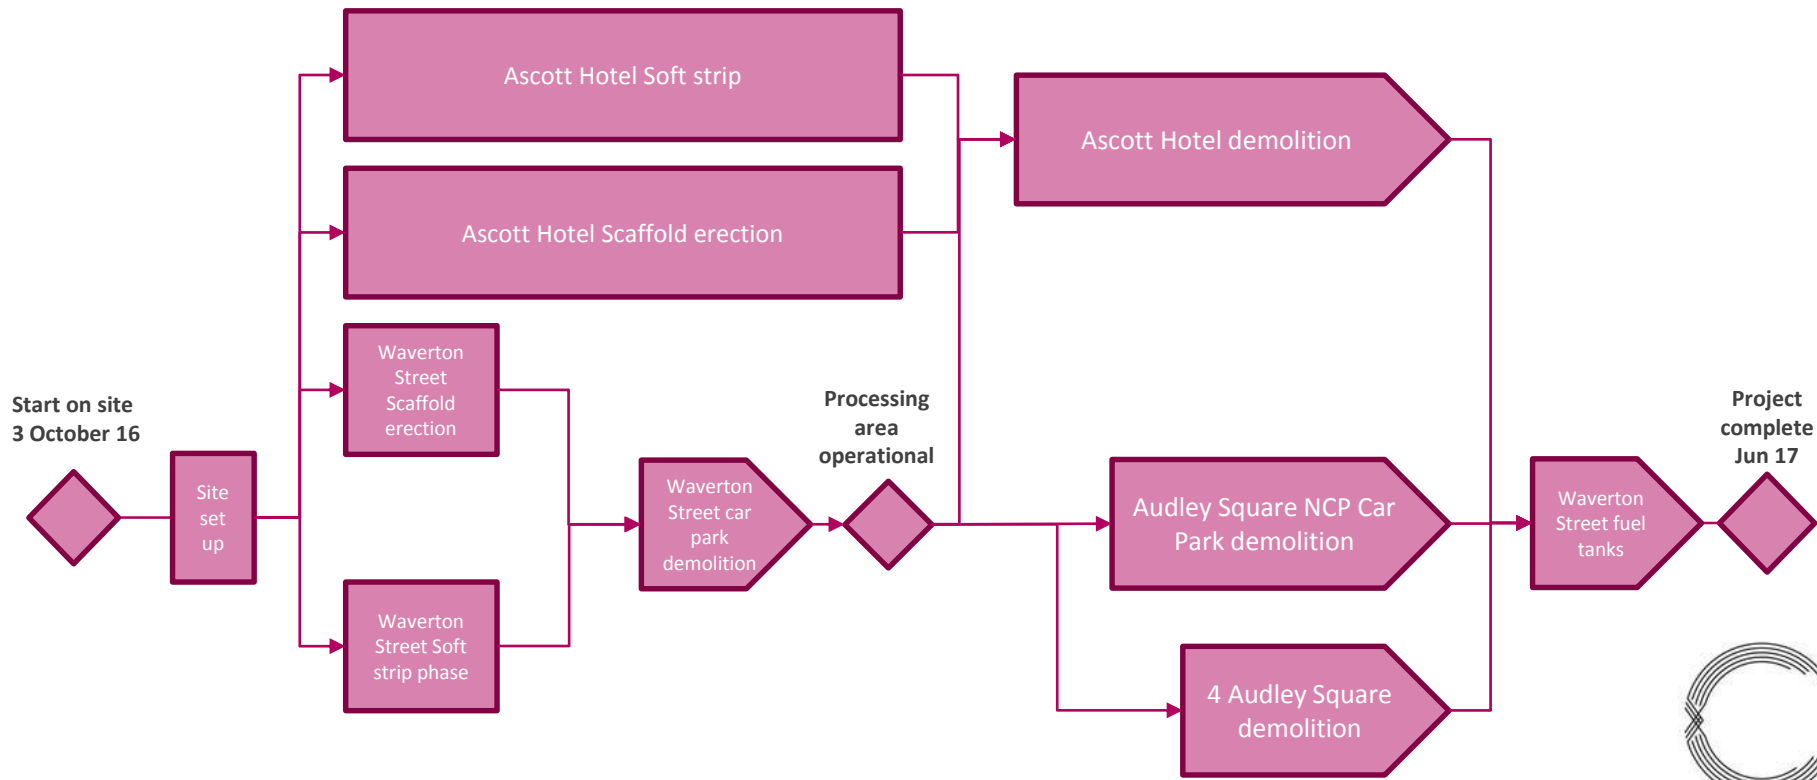 Ascott Hotel Soft strip
Ascott Hotel demolition
Ascott Hotel Scaffold erection
Waverton
Street
Scaffold
erection
Start on site
3 October 16
Site
set
up
Waverton
Street Soft
strip phase
Waverton
Street car
park
demolition
Processing
area
operational
Audley Square NCP Car
Park demolition
4 Audley Square
demolition
Waverton
Street fuel
tanks
Project
complete
Jun 17